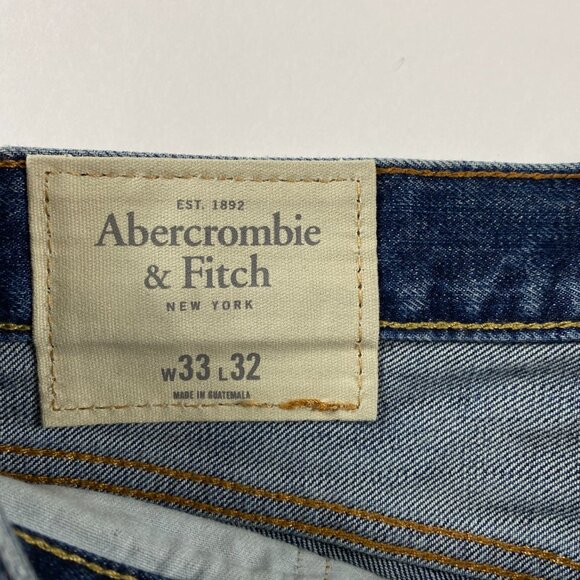 EST. 1892
Abercrombie
& Fitch
NEW YORK
W33 L32
MADE IN GUATEMALA